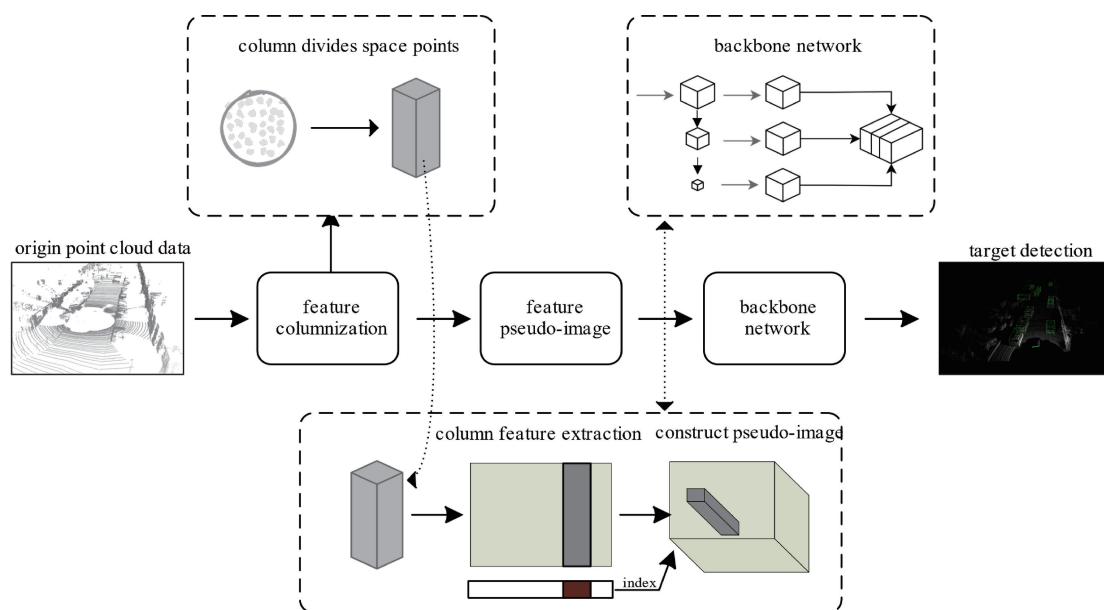 column divides space points
backbone network
origin point cloud data
target detection
feature
columnization
feature
pseudo-image
backbone
network
column feature extraction
construct pseudo-image
index